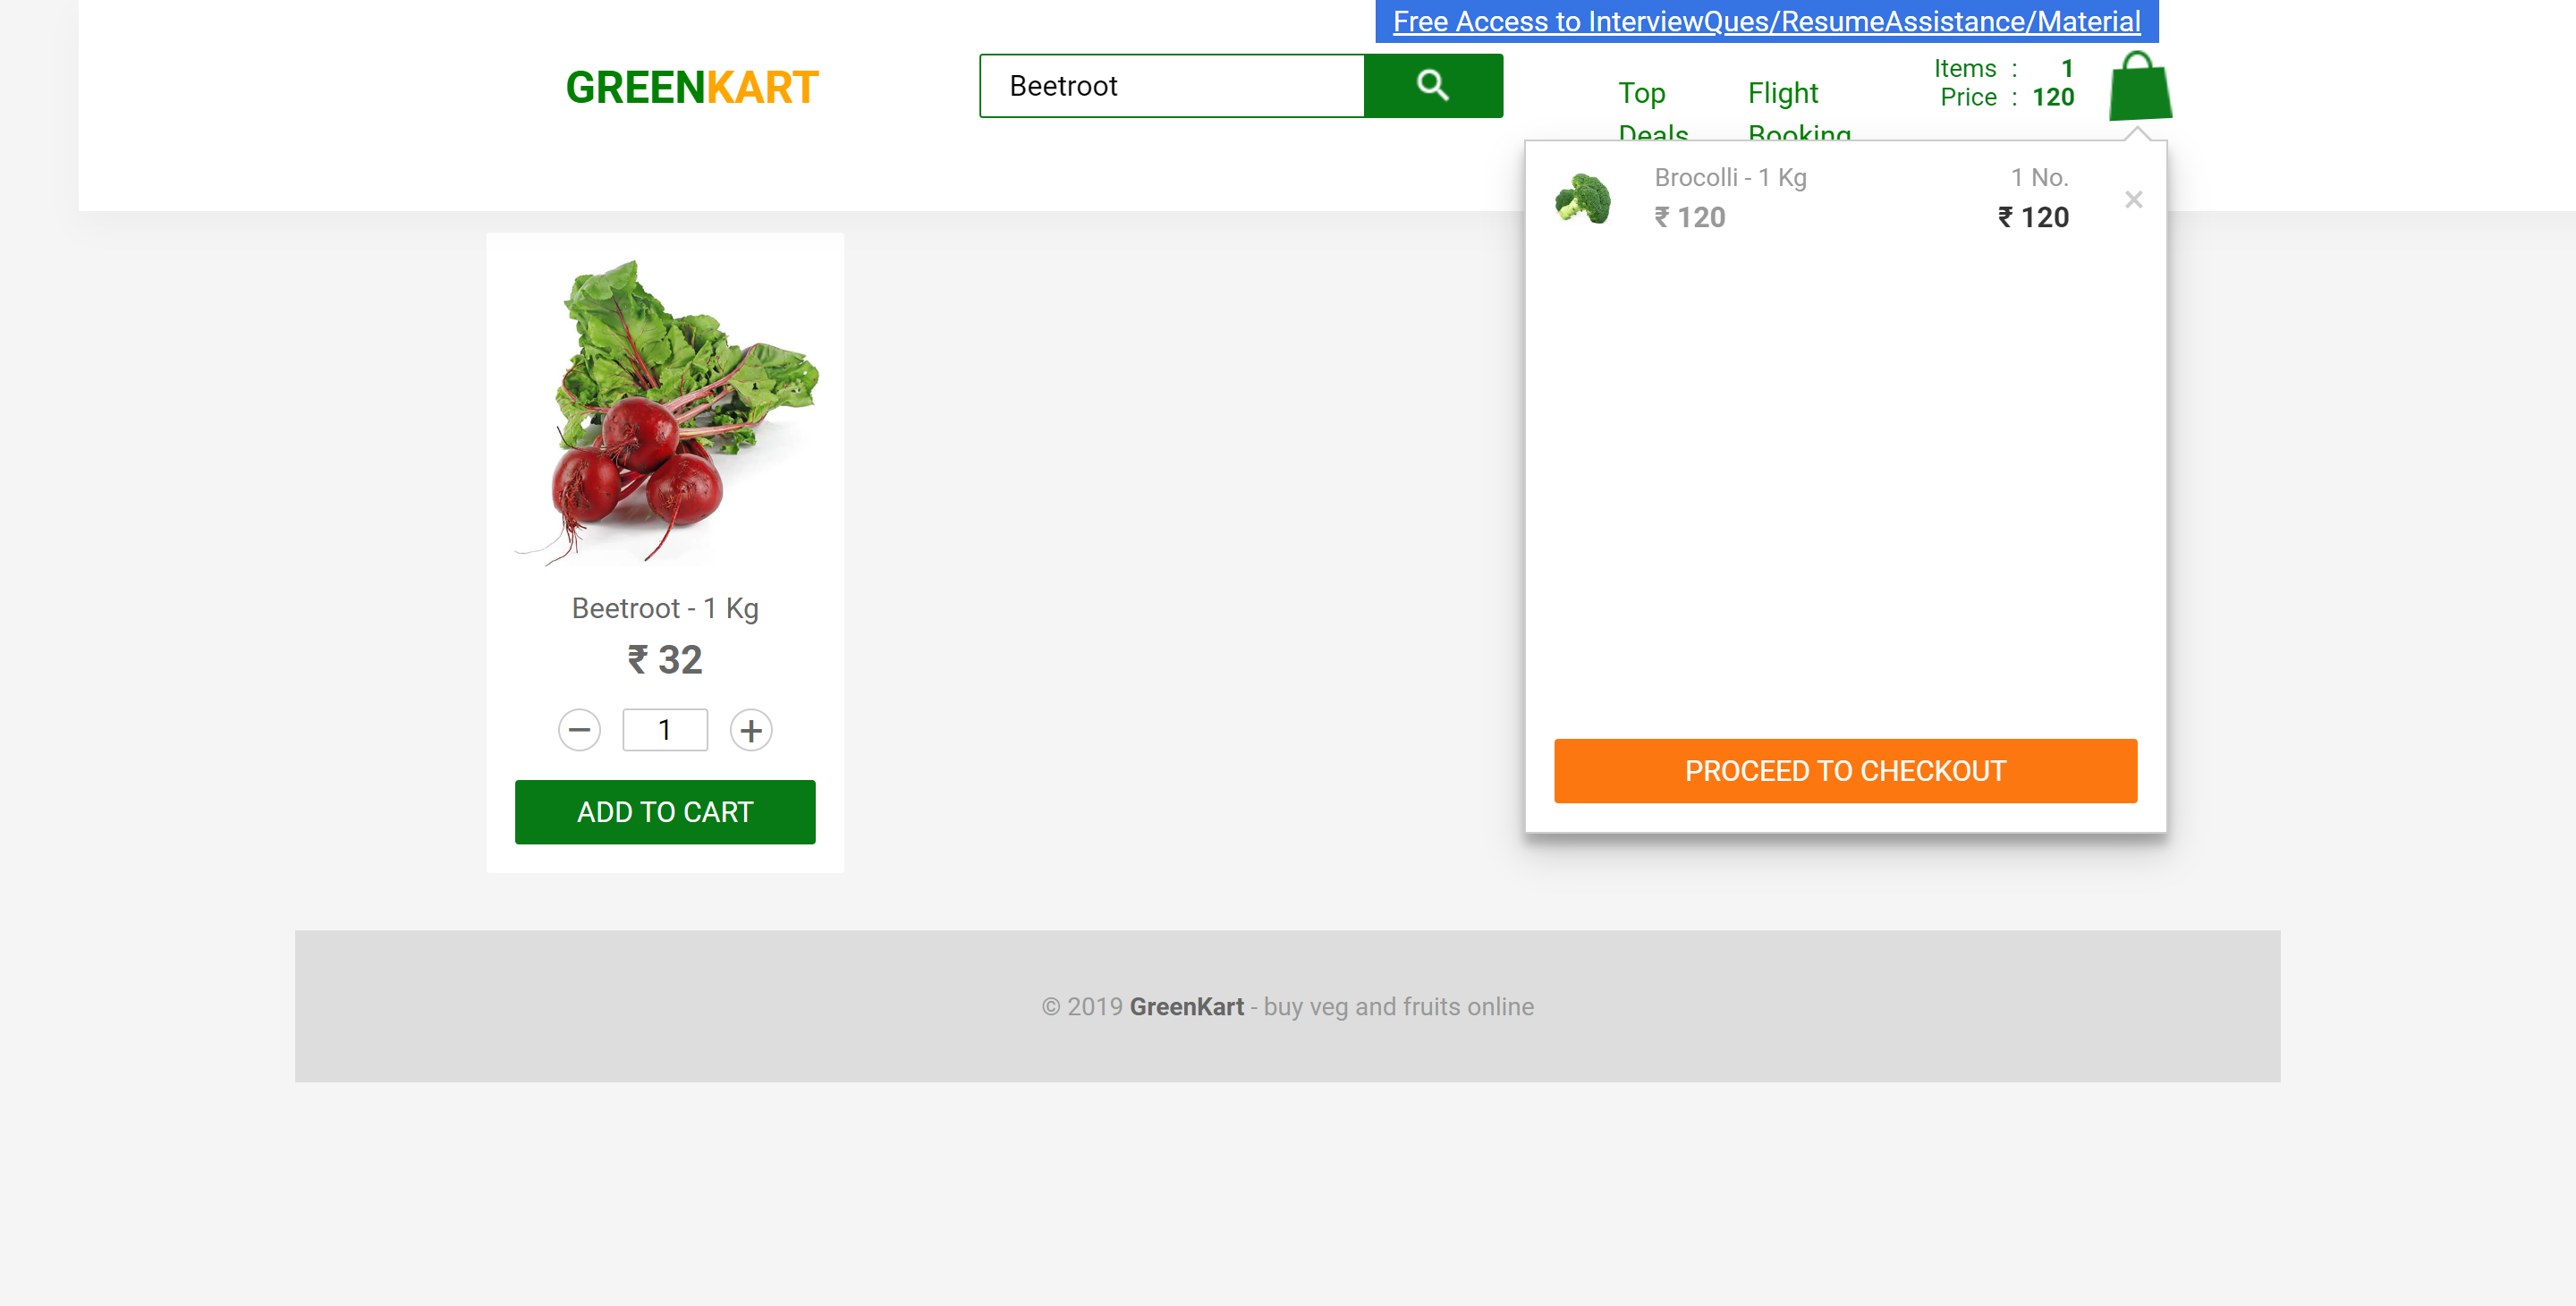 Free Access to InterviewQues/ResumeAssistance/Material
GREENKART
Beetroot
Top
Deals
Flight
Booking
Items : 1
Price : 120
Brocolli - 1 Kg
₹ 120
1 No.
₹ 120
×
PROCEED TO CHECKOUT
Beetroot - 1 Kg
₹ 32
− 1 +
ADD TO CART
© 2019 GreenKart - buy veg and fruits online